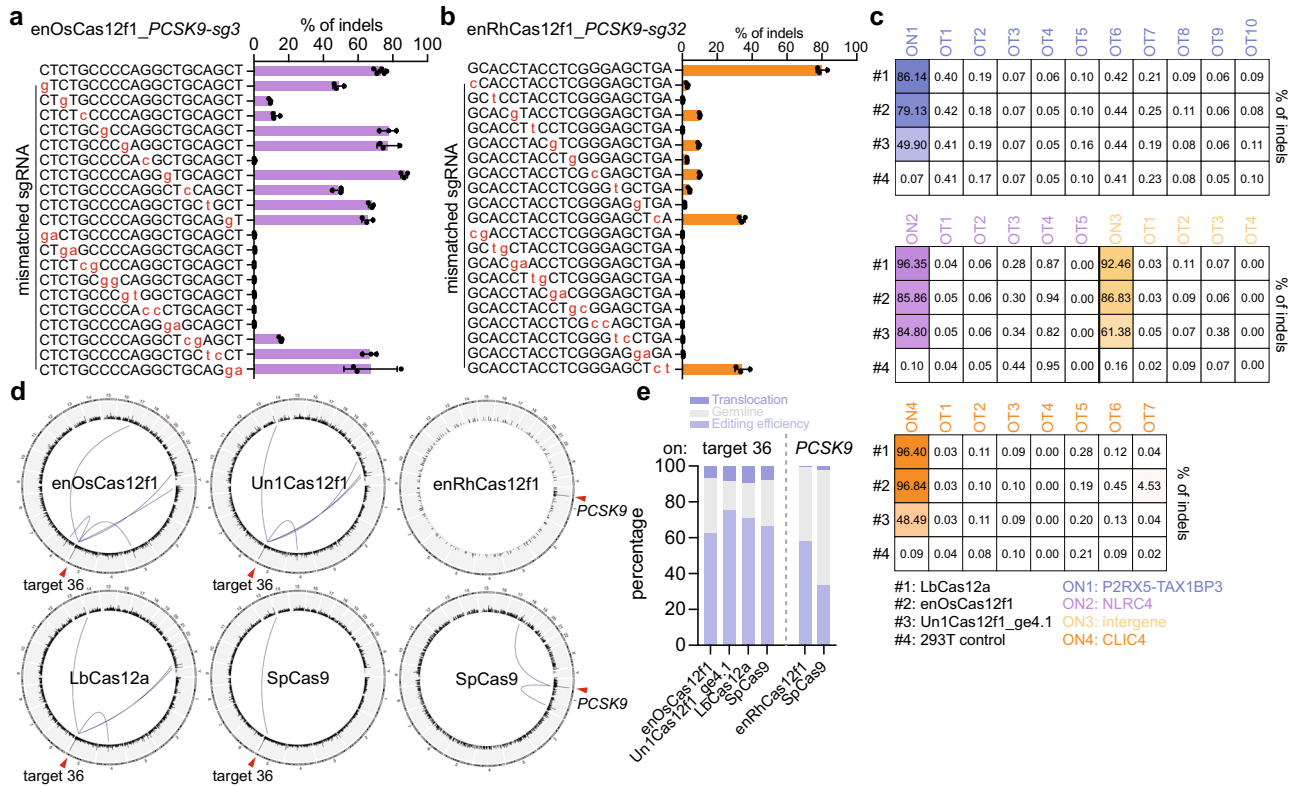 a
enOsCas12f1_PCSK9-sg3
% of indels
0 20 40 60 80 100
mismatched sgRNA
CTCTGCCCCAGGCTGCAGCT
gTCTGCCCCAGGCTGCAGCT
CTgTGCCCCAGGCTGCAGCT
CTCTcCCCCAGGCTGCAGCT
CTCTGCgCCAGGCTGCAGCT
CTCTGCCCgAGGCTGCAGCT
CTCTGCCCCAcGCTGCAGCT
CTCTGCCCCAGGgTGCAGCT
CTCTGCCCCAGGCTcCAGCT
CTCTGCCCCAGGCTGCtGCT
CTCTGCCCCAGGCTGCAGgT
gaCTGCCCCAGGCTGCAGCT
CTgaGCCCCAGGCTGCAGCT
CTCTcgCCCAGGCTGCAGCT
CTCTGCggCAGGCTGCAGCT
CTCTGCCCgtGGCTGCAGCT
CTCTGCCCCAccCTGCAGCT
CTCTGCCCCAGGgaGCAGCT
CTCTGCCCCAGGCTcgAGCT
CTCTGCCCCAGGCTGCtcCT
CTCTGCCCCAGGCTGCAGga
b
enRhCas12f1_PCSK9-sg32
% of indels
0 20 40 60 80 100
mismatched sgRNA
GCACCTACCTCGGGAGCTGA
cCACCTACCTCGGGAGCTGA
GCtCCTACCTCGGGAGCTGA
GCACgTACCTCGGGAGCTGA
GCACCTtCCTCGGGAGCTGA
GCACCTACgTCGGGAGCTGA
GCACCTACCTgGGGAGCTGA
GCACCTACCTCGcGAGCTGA
GCACCTACCTCGGGtGCTGA
GCACCTACCTCGGGAGgTGA
GCACCTACCTCGGGAGCTcA
cgACCTACCTCGGGAGCTGA
GCtgCTACCTCGGGAGCTGA
GCACgaACCTCGGGAGCTGA
GCACCTtgCTCGGGAGCTGA
GCACCTACgaCGGGAGCTGA
GCACCTACCTgcGGAGCTGA
GCACCTACCTCGccAGCTGA
GCACCTACCTCGGGtcCTGA
GCACCTACCTCGGGAGgaGA
GCACCTACCTCGGGAGCTct
c
ON1 OT1 OT2 OT3 OT4 OT5 OT6 OT7 OT8 OT9 OT10
#1 86.14 0.40 0.19 0.07 0.06 0.10 0.42 0.21 0.09 0.06 0.09
#2 79.13 0.42 0.18 0.07 0.05 0.10 0.44 0.25 0.11 0.06 0.08
#3 49.90 0.41 0.19 0.07 0.05 0.16 0.44 0.19 0.08 0.06 0.11
#4 0.07 0.41 0.17 0.07 0.05 0.10 0.41 0.23 0.08 0.05 0.10
% of indels
ON2 OT1 OT2 OT3 OT4 OT5 ON3 OT1 OT2 OT3 OT4
#1 96.35 0.04 0.06 0.28 0.87 0.00 92.46 0.03 0.11 0.07 0.00
#2 85.86 0.05 0.06 0.30 0.94 0.00 86.83 0.03 0.09 0.06 0.00
#3 84.80 0.05 0.06 0.34 0.82 0.00 61.38 0.05 0.07 0.38 0.00
#4 0.10 0.04 0.05 0.44 0.95 0.00 0.16 0.02 0.09 0.07 0.00
% of indels
ON4 OT1 OT2 OT3 OT4 OT5 OT6 OT7
#1 96.40 0.03 0.11 0.09 0.00 0.28 0.12 0.04
#2 96.84 0.03 0.10 0.10 0.00 0.19 0.45 4.53
#3 48.49 0.03 0.11 0.09 0.00 0.20 0.13 0.04
#4 0.09 0.04 0.08 0.10 0.00 0.21 0.09 0.02
% of indels
#1: LbCas12a
#2: enOsCas12f1
#3: Un1Cas12f1_ge4.1
#4: 293T control
ON1: P2RX5-TAX1BP3
ON2: NLRC4
ON3: intergene
ON4: CLIC4
d
enOsCas12f1
target 36
Un1Cas12f1
target 36
enRhCas12f1
PCSK9
LbCas12a
target 36
SpCas9
target 36
SpCas9
PCSK9
e
Translocation
Germline
Editing efficiency
on: target 36 PCSK9
percentage
100
80
60
40
20
0
enOsCas12f1
Un1Cas12f1_ge4.1
LbCas12a
SpCas9
enRhCas12f1
SpCas9